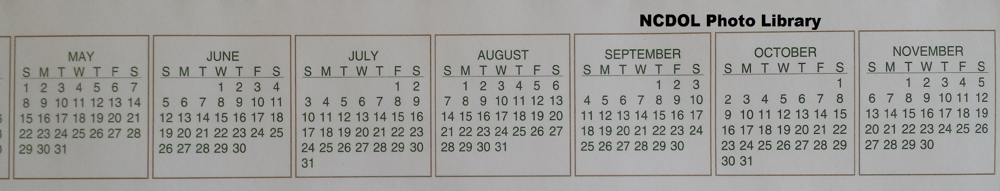 NCDOL Photo Library
MAY
S M T W T F S
1 2 3 4 5 6 7
8 9 10 11 12 13 14
15 16 17 18 19 20 21
22 23 24 25 26 27 28
29 30 31
JUNE
S M T W T F S
1 2 3 4
5 6 7 8 9 10 11
12 13 14 15 16 17 18
19 20 21 22 23 24 25
26 27 28 29 30
JULY
S M T W T F S
1 2
3 4 5 6 7 8 9
10 11 12 13 14 15 16
17 18 19 20 21 22 23
24 25 26 27 28 29 30
31
AUGUST
S M T W T F S
1 2 3 4 5 6
7 8 9 10 11 12 13
14 15 16 17 18 19 20
21 22 23 24 25 26 27
28 29 30 31
SEPTEMBER
S M T W T F S
1 2 3
4 5 6 7 8 9 10
11 12 13 14 15 16 17
18 19 20 21 22 23 24
25 26 27 28 29 30
OCTOBER
S M T W T F S
1
2 3 4 5 6 7 8
9 10 11 12 13 14 15
16 17 18 19 20 21 22
23 24 25 26 27 28 29
30 31
NOVEMBER
S M T W T F S
1 2 3 4 5
6 7 8 9 10 11 12
13 14 15 16 17 18 19
20 21 22 23 24 25 26
27 28 29 30